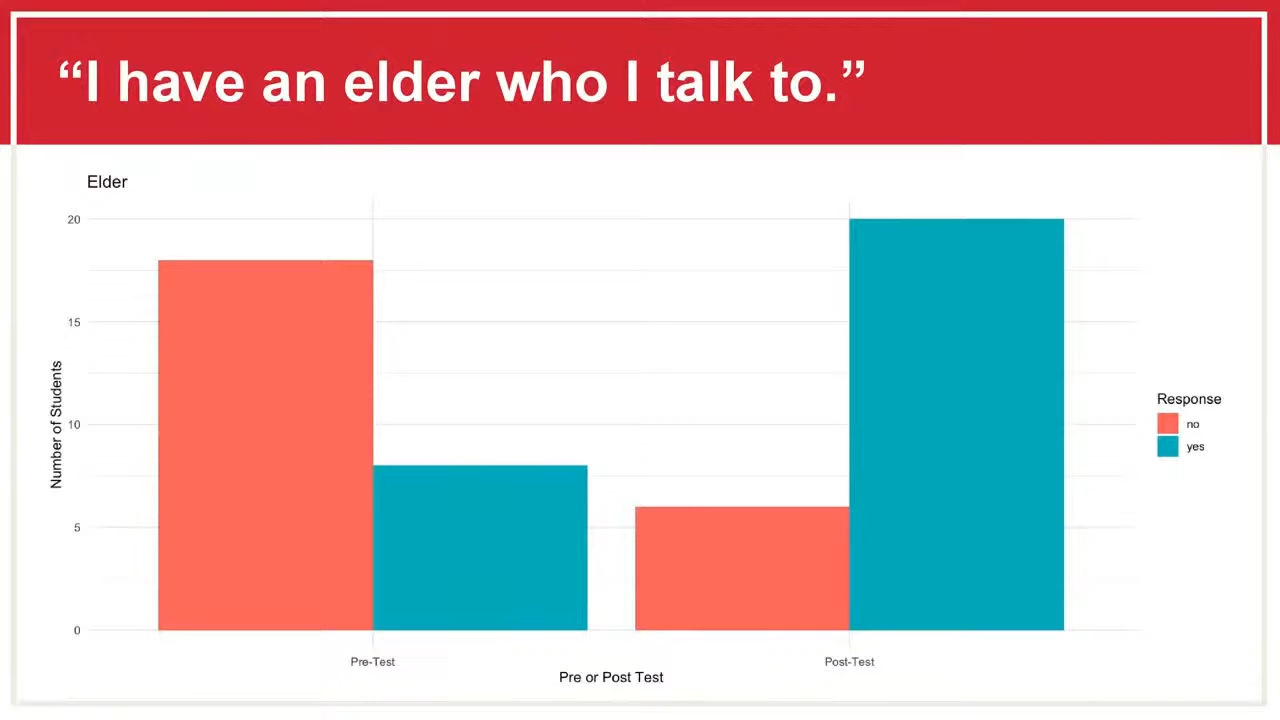 “I have an elder who I talk to.”
Elder
20
15
10
5
0
Number of Students
Pre-Test
Post-Test
Pre or Post Test
Response
no
yes